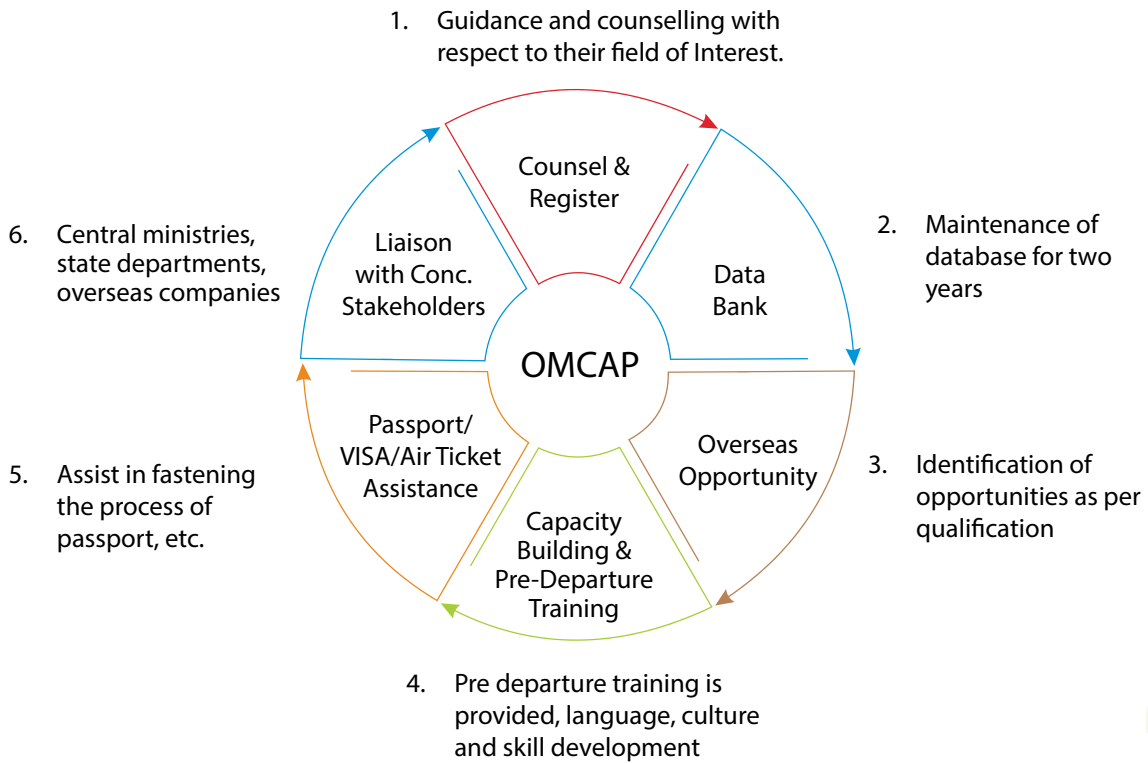 1. Guidance and counselling with
respect to their field of Interest.
Counsel &
Register
2. Maintenance of
database for two
years
Data
Bank
3. Identification of
opportunities as per
qualification
Overseas
Opportunity
4. Pre departure training is
provided, language, culture
and skill development
Capacity
Building &
Pre-Departure
Training
5. Assist in fastening
the process of
passport, etc.
Passport/
VISA/Air Ticket
Assistance
6. Central ministries,
state departments,
overseas companies
Liaison
with Conc.
Stakeholders
OMCAP